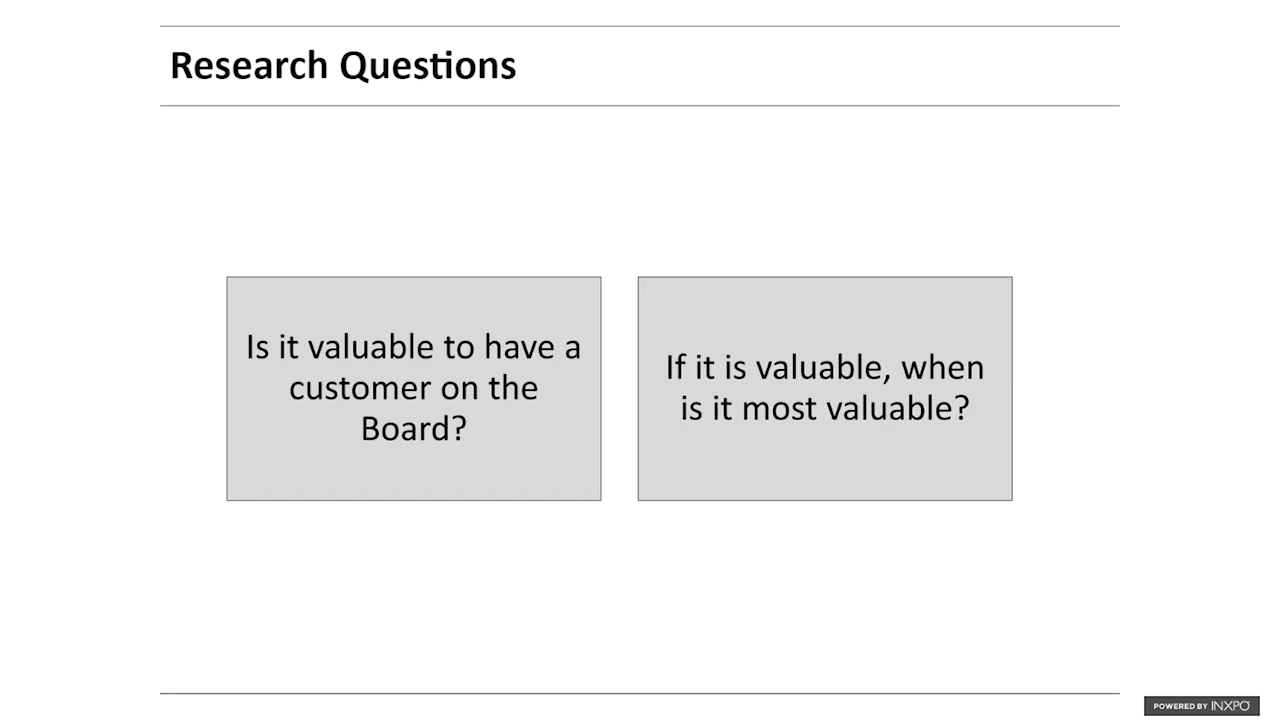 Research Questions
Is it valuable to have a
customer on the
Board?
If it is valuable, when
is it most valuable?
POWERED BY INXPO